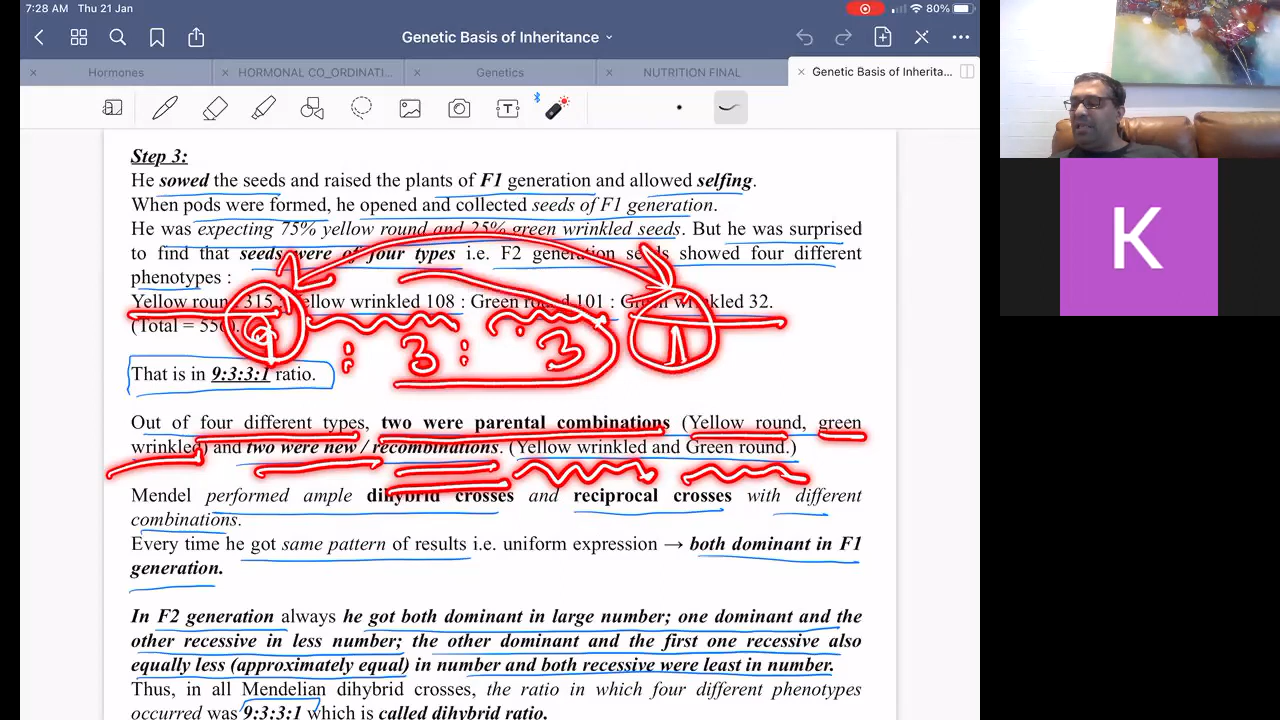 7:28 AM Thu 21 Jan
80%
Genetic Basis of Inheritance
Hormones
HORMONAL CO_ORDINATI...
Genetics
NUTRITION FINAL
Genetic Basis of Inherita...
T
Step 3:
He sowed the seeds and raised the plants of F1 generation and allowed selfing.
When pods were formed, he opened and collected seeds of F1 generation.
He was expecting 75% yellow round and 25% green wrinkled seeds. But he was surprised
to find that seeds were of four types i.e. F2 generation seeds showed four different
phenotypes :
Yellow round 315 : Yellow wrinkled 108 : Green round 101 : Green wrinkled 32.
(Total = 556).
9 : 3 : 3 1
That is in 9:3:3:1 ratio.
Out of four different types, two were parental combinations (Yellow round, green
wrinkled) and two were new / recombinations. (Yellow wrinkled and Green round.)
Mendel performed ample dihybrid crosses and reciprocal crosses with different
combinations.
Every time he got same pattern of results i.e. uniform expression → both dominant in F1
generation.
In F2 generation always he got both dominant in large number; one dominant and the
other recessive in less number; the other dominant and the first one recessive also
equally less (approximately equal) in number and both recessive were least in number.
Thus, in all Mendelian dihybrid crosses, the ratio in which four different phenotypes
occurred was 9:3:3:1 which is called dihybrid ratio.
K